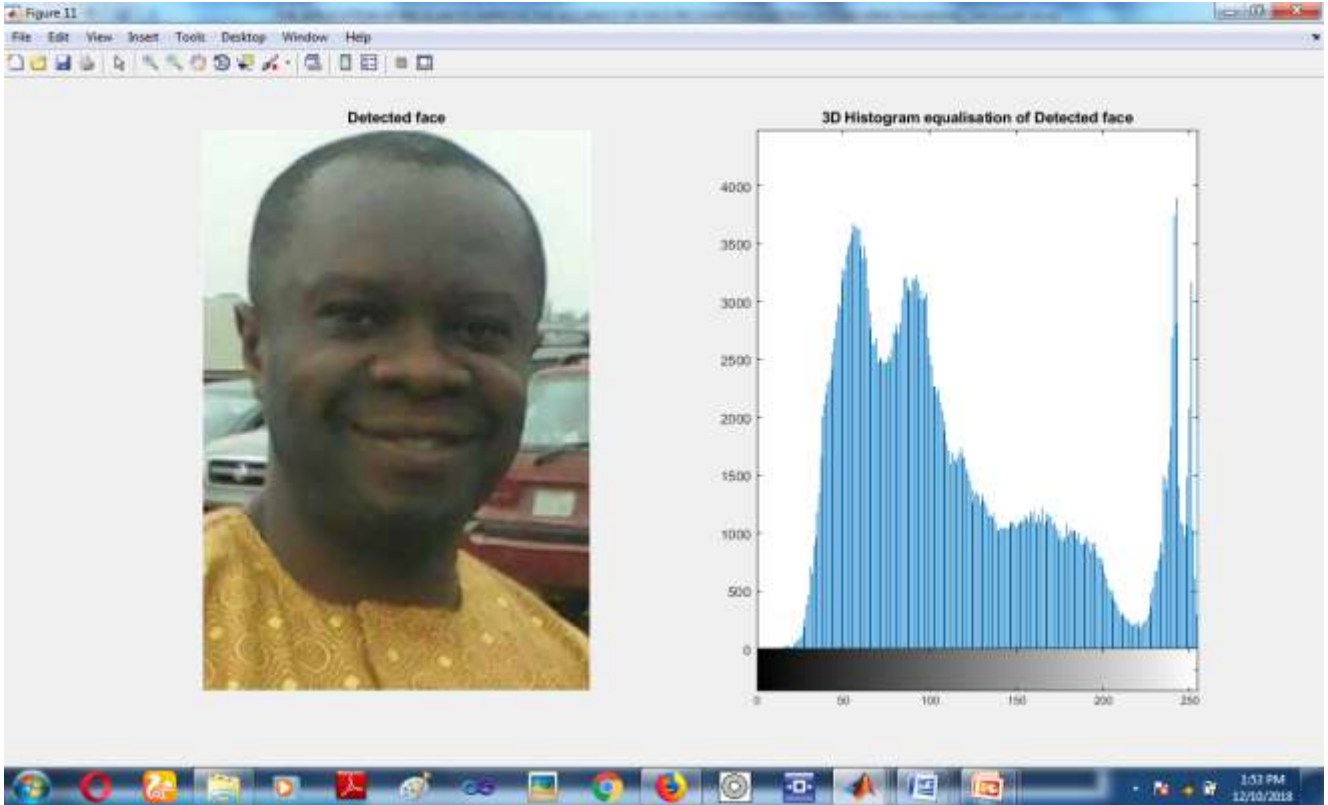 Figure 11
File Edit View Insert Tools Desktop Window Help
Detected face
3D Histogram equalisation of Detected face
4000
3500
3000
2500
2000
1500
1000
500
0
0 50 100 150 200 250
1:53 PM
12/10/2018